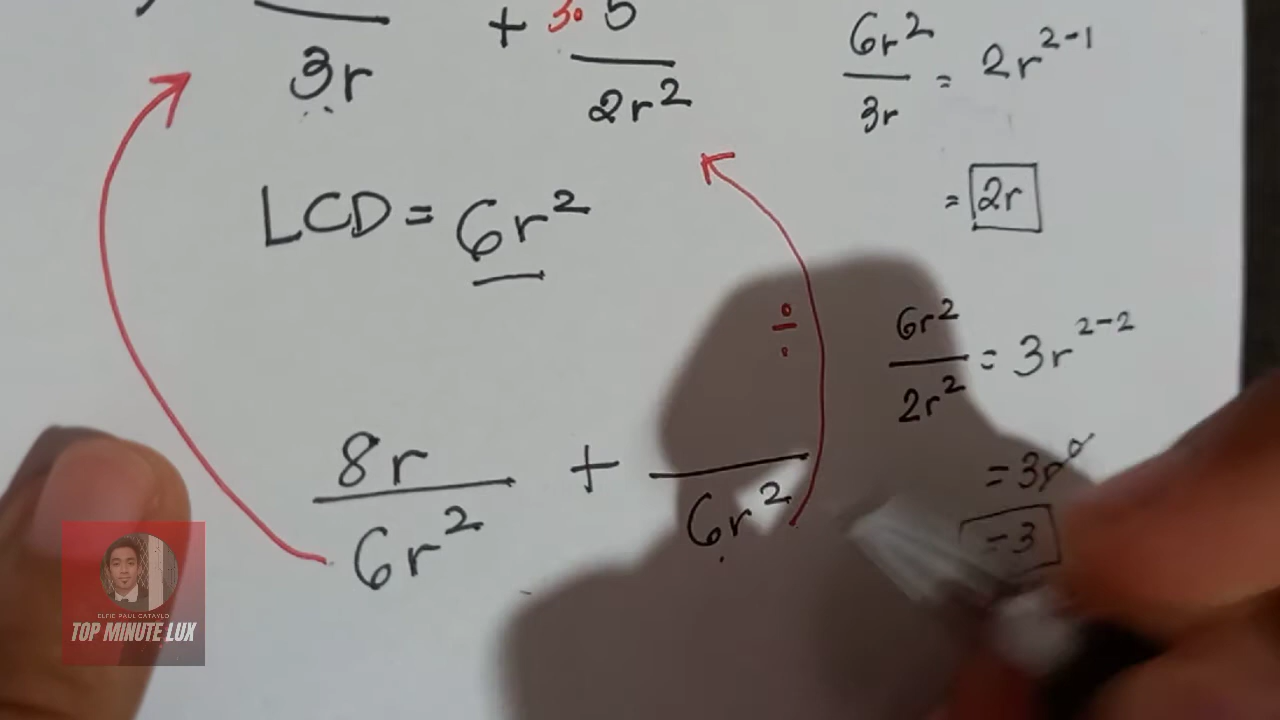 + 3· 5
3r
2r²
LCD = 6r²
8r + 
6r²
6r²
÷
6r² = 2r²⁻¹
3r
= 2r
6r² = 3r²⁻²
2r²
= 3r⁰
= 3
ELFIE PAUL CATAYLO
TOP MINUTE LUX